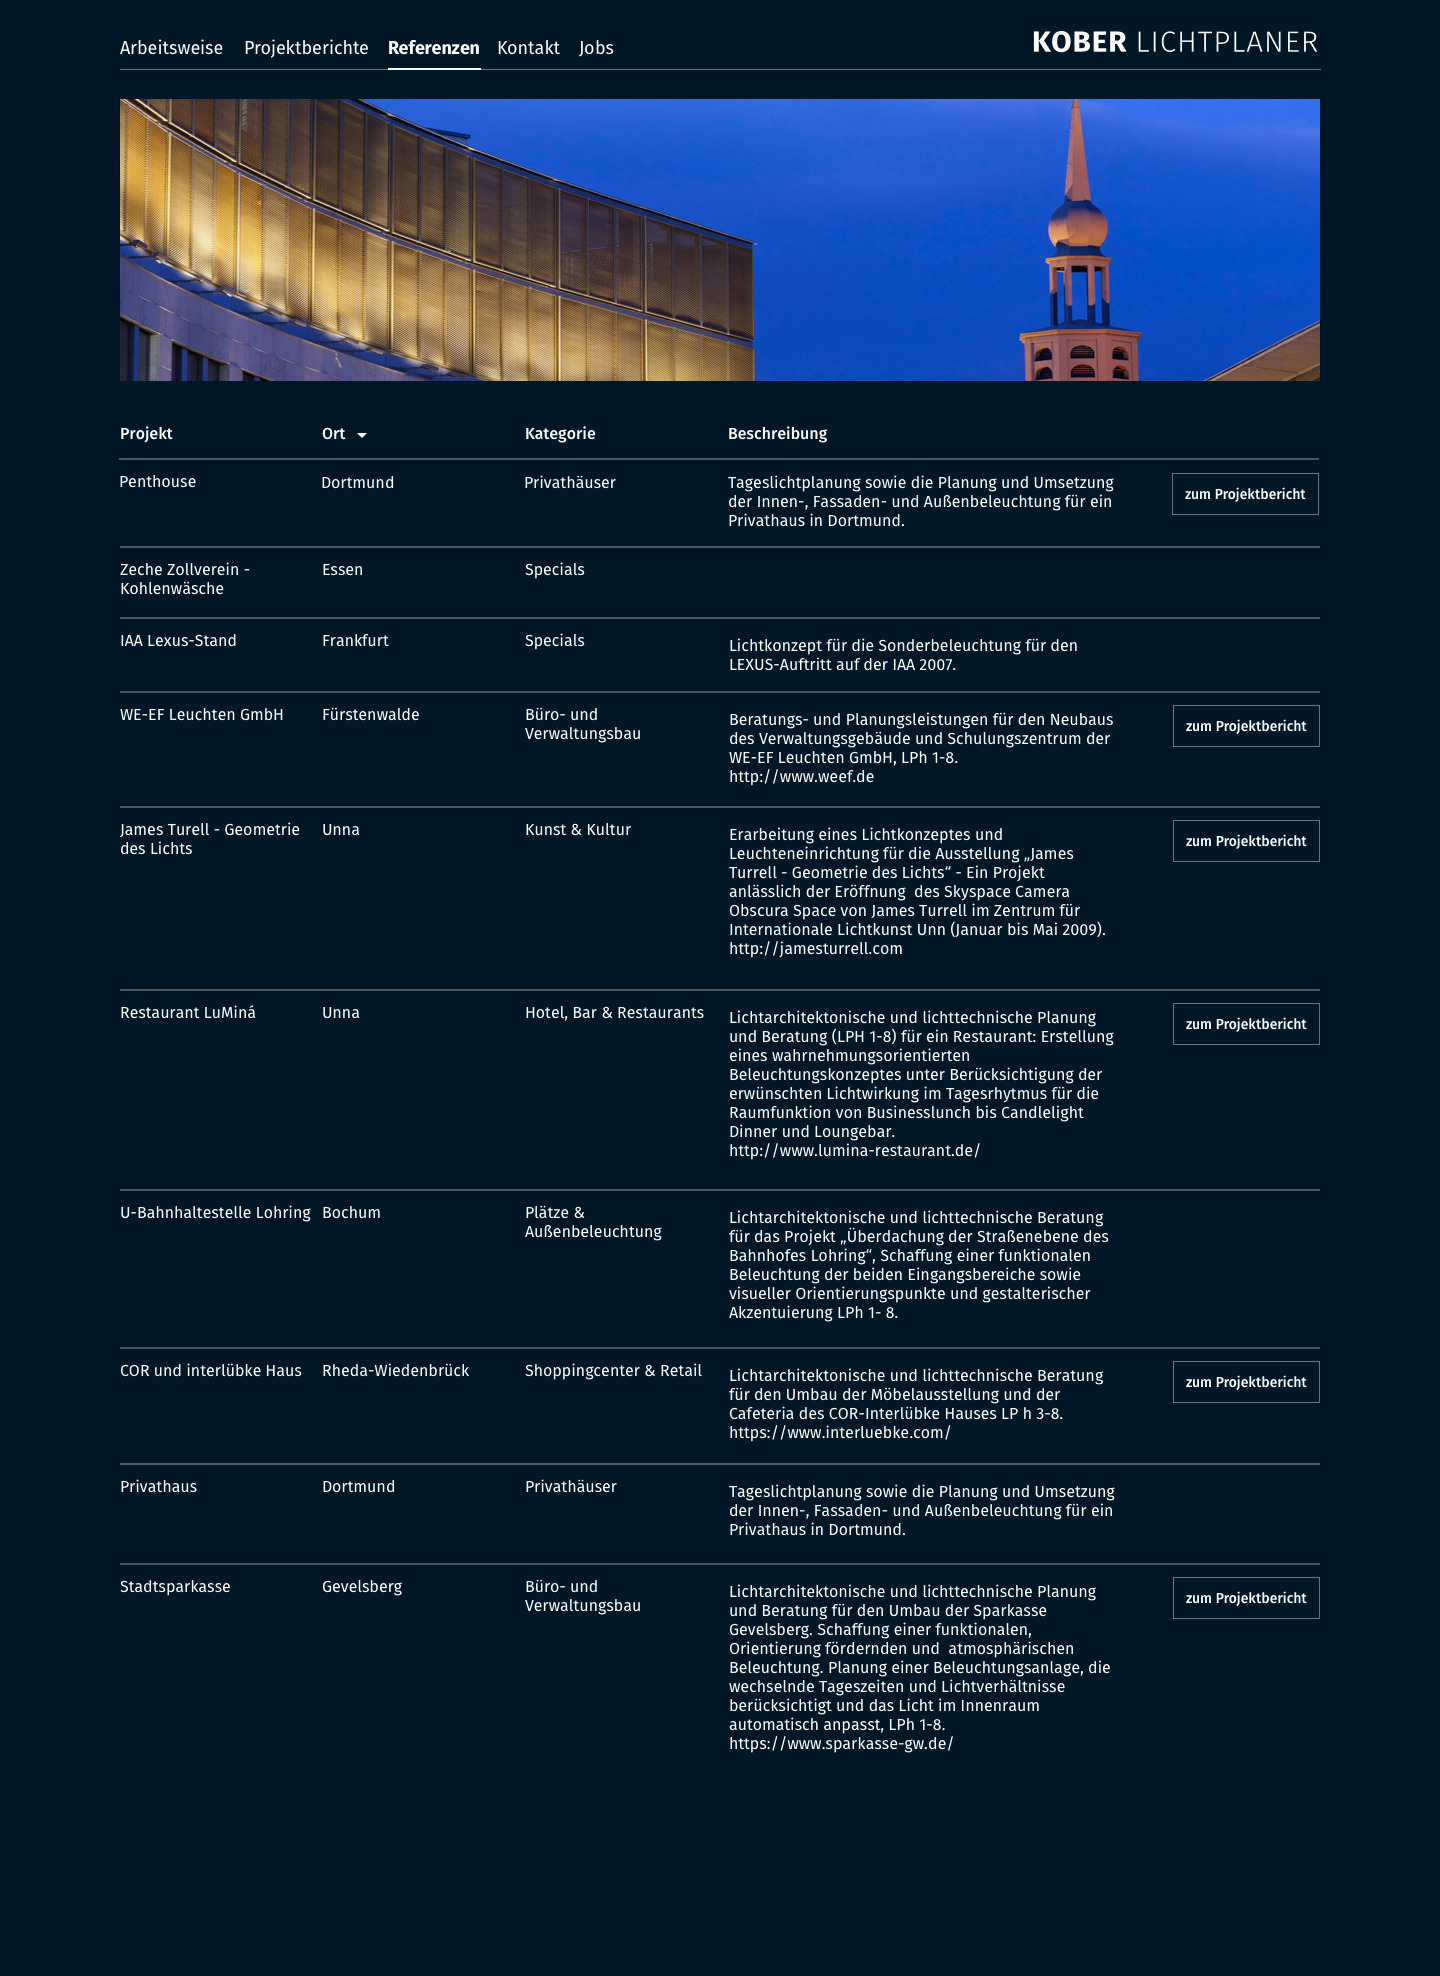 Arbeitsweise Projektberichte Referenzen Kontakt Jobs KOBER LICHTPLANER
Projekt Ort Kategorie Beschreibung
Penthouse Dortmund Privathäuser Tageslichtplanung sowie die Planung und Umsetzung zum Projektbericht
der Innen-, Fassaden- und Außenbeleuchtung für ein
Privathaus in Dortmund.
Zeche Zollverein - Essen Specials
Kohlenwäsche
IAA Lexus-Stand Frankfurt Specials Lichtkonzept für die Sonderbeleuchtung für den
LEXUS-Auftritt auf der IAA 2007.
WE-EF Leuchten GmbH Fürstenwalde Büro- und Beratungs- und Planungsleistungen für den Neubaus zum Projektbericht
Verwaltungsbau des Verwaltungsgebäude und Schulungszentrum der
WE-EF Leuchten GmbH, LPh 1-8.
http://www.weef.de
James Turell - Geometrie Unna Kunst & Kultur Erarbeitung eines Lichtkonzeptes und zum Projektbericht
des Lichts Leuchteneinrichtung für die Ausstellung „James
Turrell - Geometrie des Lichts“ - Ein Projekt
anlässlich der Eröffnung  des Skyspace Camera
Obscura Space von James Turrell im Zentrum für
Internationale Lichtkunst Unn (Januar bis Mai 2009).
http://jamesturrell.com
Restaurant LuMiná Unna Hotel, Bar & Restaurants Lichtarchitektonische und lichttechnische Planung zum Projektbericht
und Beratung (LPH 1-8) für ein Restaurant: Erstellung
eines wahrnehmungsorientierten
Beleuchtungskonzeptes unter Berücksichtigung der
erwünschten Lichtwirkung im Tagesrhytmus für die
Raumfunktion von Businesslunch bis Candlelight
Dinner und Loungebar.
http://www.lumina-restaurant.de/
U-Bahnhaltestelle Lohring Bochum Plätze & Lichtarchitektonische und lichttechnische Beratung
Außenbeleuchtung für das Projekt „Überdachung der Straßenebene des
Bahnhofes Lohring“, Schaffung einer funktionalen
Beleuchtung der beiden Eingangsbereiche sowie
visueller Orientierungspunkte und gestalterischer
Akzentuierung LPh 1- 8.
COR und interlübke Haus Rheda-Wiedenbrück Shoppingcenter & Retail Lichtarchitektonische und lichttechnische Beratung zum Projektbericht
für den Umbau der Möbelausstellung und der
Cafeteria des COR-Interlübke Hauses LP h 3-8.
https://www.interluebke.com/
Privathaus Dortmund Privathäuser Tageslichtplanung sowie die Planung und Umsetzung
der Innen-, Fassaden- und Außenbeleuchtung für ein
Privathaus in Dortmund.
Stadtsparkasse Gevelsberg Büro- und Lichtarchitektonische und lichttechnische Planung zum Projektbericht
Verwaltungsbau und Beratung für den Umbau der Sparkasse
Gevelsberg. Schaffung einer funktionalen,
Orientierung fördernden und  atmosphärischen
Beleuchtung. Planung einer Beleuchtungsanlage, die
wechselnde Tageszeiten und Lichtverhältnisse
berücksichtigt und das Licht im Innenraum
automatisch anpasst, LPh 1-8.
https://www.sparkasse-gw.de/